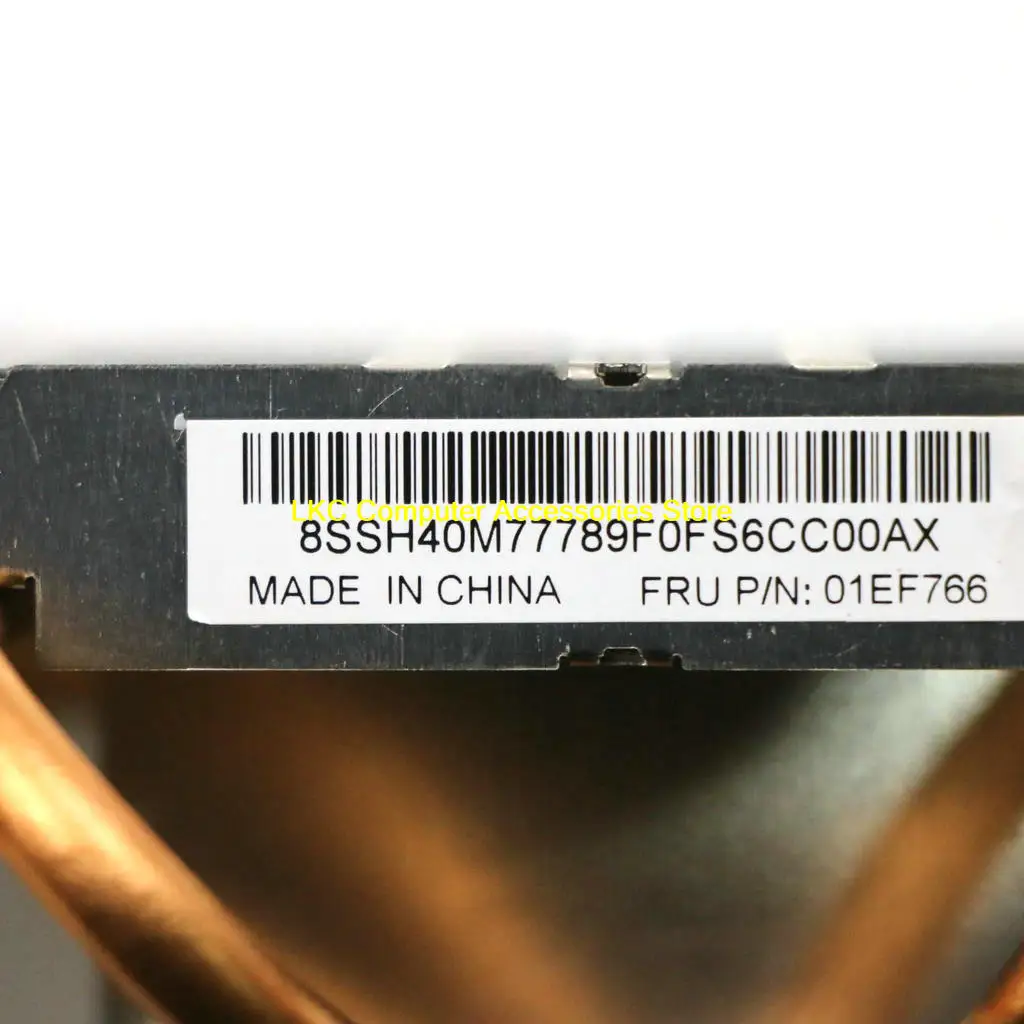 LKC Computer Accessories Store
8SSH40M77789F0FS6CC00AX
MADE IN CHINA FRU P/N: 01EF766